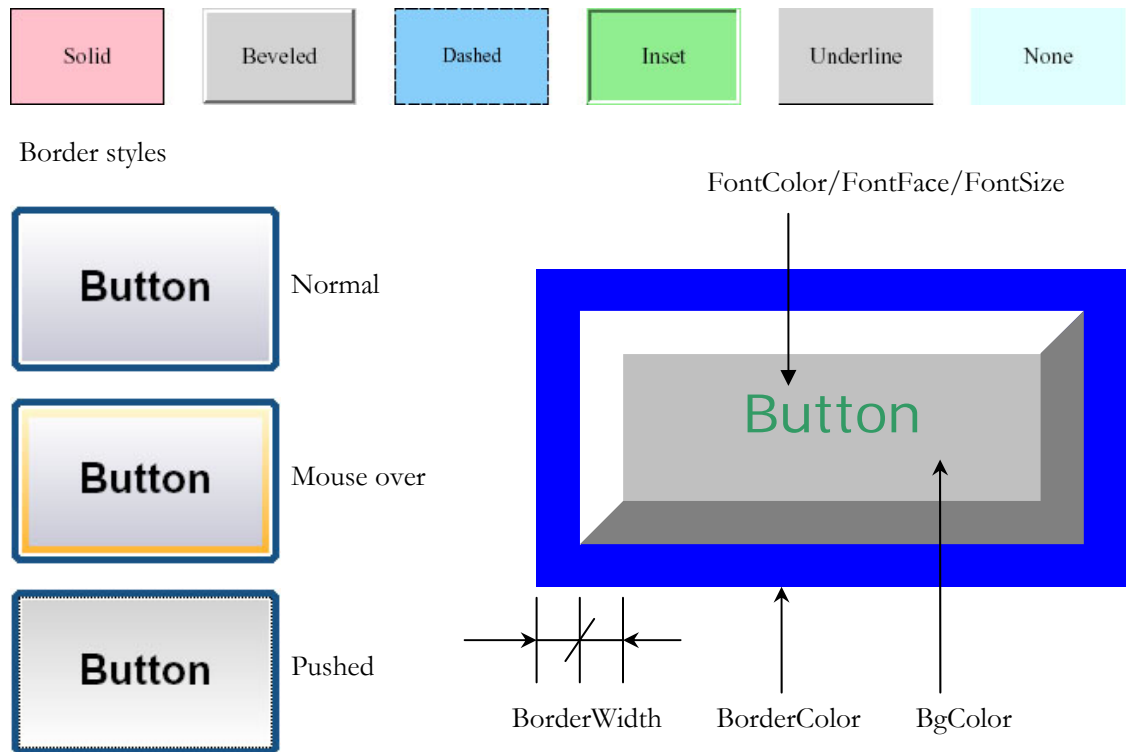 Solid
Beveled
Dashed
Inset
Underline
None
Border styles
FontColor/FontFace/FontSize
Button
Normal
Button
Mouse over
Button
Button
Pushed
BorderWidth
BorderColor
BgColor